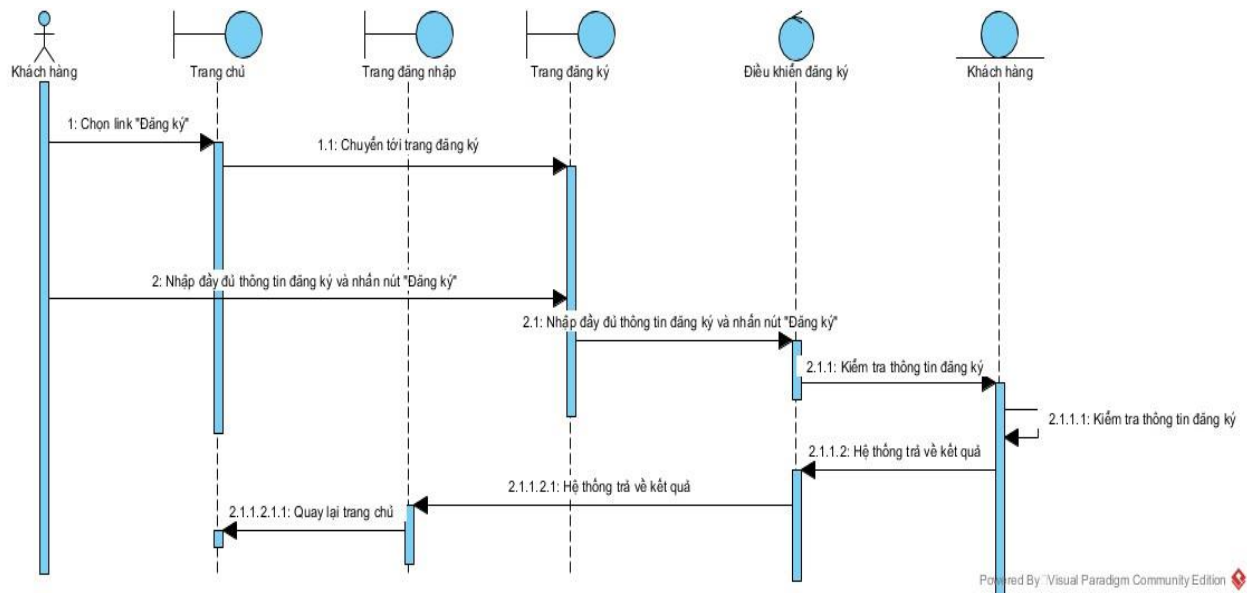 Khách hàng
Trang chủ
Trang đăng nhập
Trang đăng ký
Điều khiển đăng ký
Khách hàng
1: Chọn link "Đăng ký"
1.1: Chuyển tới trang đăng ký
2: Nhập đầy đủ thông tin đăng ký và nhấn nút "Đăng ký"
2.1: Nhập đầy đủ thông tin đăng ký và nhấn nút "Đăng ký"
2.1.1: Kiểm tra thông tin đăng ký
2.1.1.1: Kiểm tra thông tin đăng ký
2.1.1.2: Hệ thống trả về kết quả
2.1.1.2.1: Hệ thống trả về kết quả
2.1.1.2.1.1: Quay lại trang chủ
Powered By Visual Paradigm Community Edition